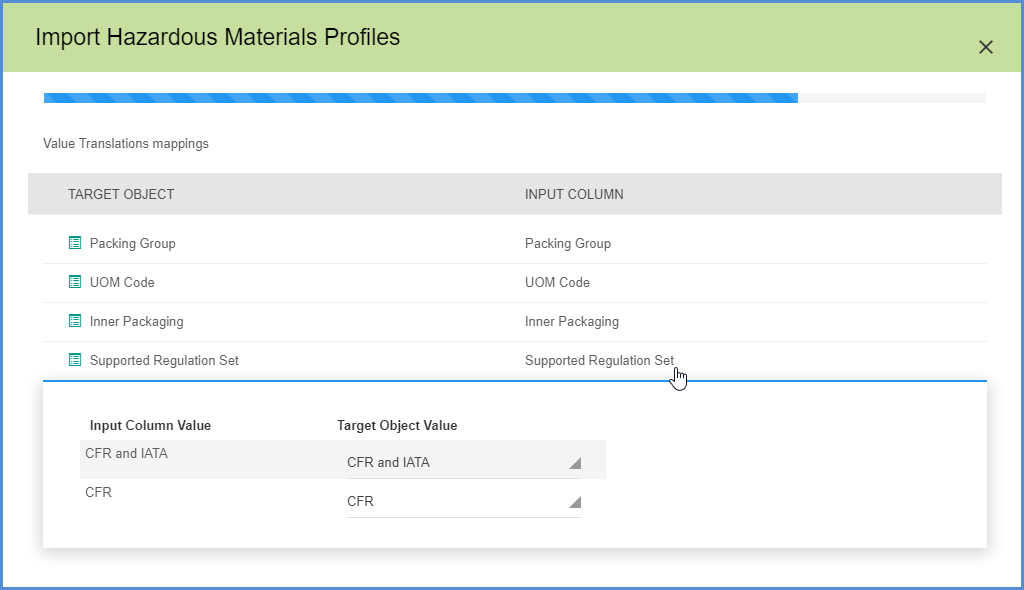 Import Hazardous Materials Profiles
Value Translations mappings
TARGET OBJECT INPUT COLUMN
Packing Group Packing Group
UOM Code UOM Code
Inner Packaging Inner Packaging
Supported Regulation Set Supported Regulation Set
Input Column Value Target Object Value
CFR and IATA CFR and IATA
CFR CFR